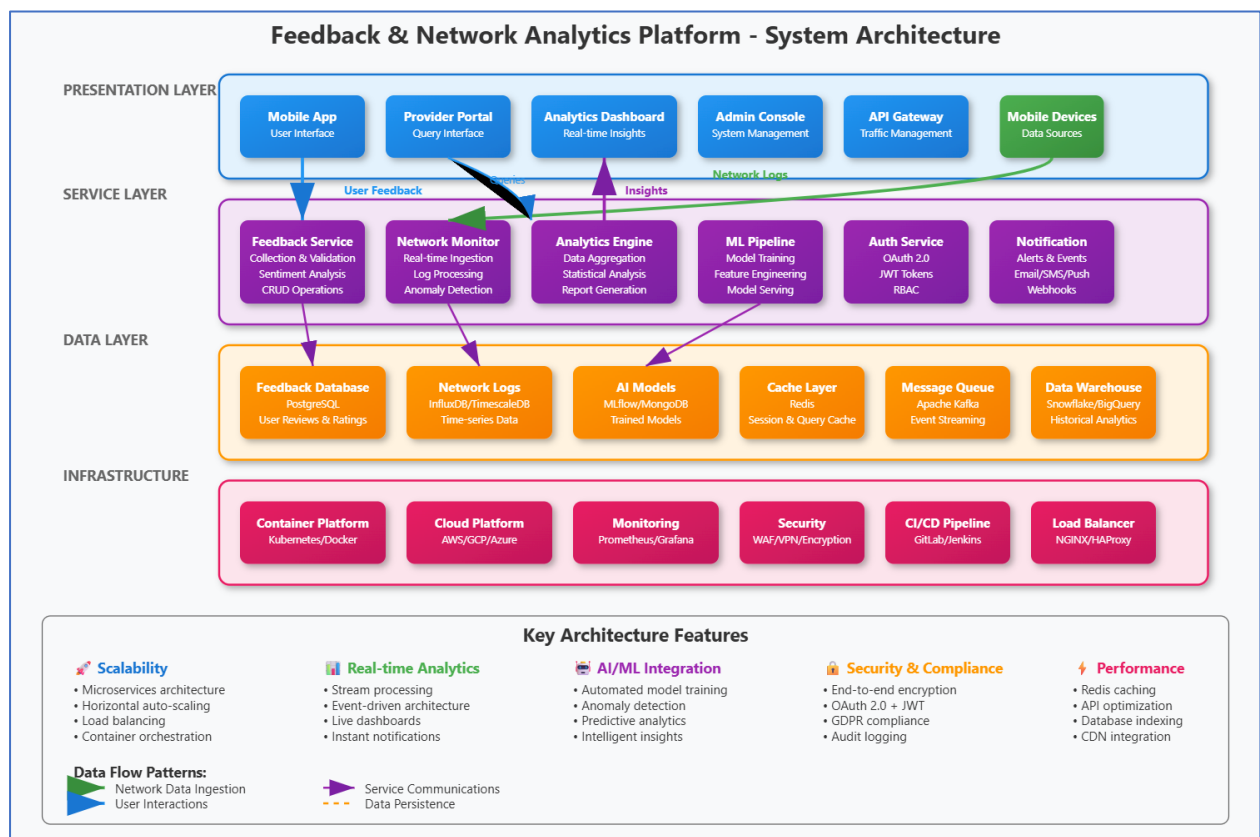 Feedback & Network Analytics Platform - System Architecture
PRESENTATION LAYER
Mobile App
User Interface
Provider Portal
Query Interface
Analytics Dashboard
Real-time Insights
Admin Console
System Management
API Gateway
Traffic Management
Mobile Devices
Data Sources
User Feedback
Queries
Insights
Network Logs
SERVICE LAYER
Feedback Service
Collection & Validation
Sentiment Analysis
CRUD Operations
Network Monitor
Real-time Ingestion
Log Processing
Anomaly Detection
Analytics Engine
Data Aggregation
Statistical Analysis
Report Generation
ML Pipeline
Model Training
Feature Engineering
Model Serving
Auth Service
OAuth 2.0
JWT Tokens
RBAC
Notification
Alerts & Events
Email/SMS/Push
Webhooks
DATA LAYER
Feedback Database
PostgreSQL
User Reviews & Ratings
Network Logs
InfluxDB/TimescaleDB
Time-series Data
AI Models
MLflow/MongoDB
Trained Models
Cache Layer
Redis
Session & Query Cache
Message Queue
Apache Kafka
Event Streaming
Data Warehouse
Snowflake/BigQuery
Historical Analytics
INFRASTRUCTURE
Container Platform
Kubernetes/Docker
Cloud Platform
AWS/GCP/Azure
Monitoring
Prometheus/Grafana
Security
WAF/VPN/Encryption
CI/CD Pipeline
GitLab/Jenkins
Load Balancer
NGINX/HAProxy
Key Architecture Features
🚀 Scalability
• Microservices architecture
• Horizontal auto-scaling
• Load balancing
• Container orchestration
📊 Real-time Analytics
• Stream processing
• Event-driven architecture
• Live dashboards
• Instant notifications
🤖 AI/ML Integration
• Automated model training
• Anomaly detection
• Predictive analytics
• Intelligent insights
🔒 Security & Compliance
• End-to-end encryption
• OAuth 2.0 + JWT
• GDPR compliance
• Audit logging
⚡ Performance
• Redis caching
• API optimization
• Database indexing
• CDN integration
Data Flow Patterns:
Network Data Ingestion
User Interactions
Service Communications
Data Persistence